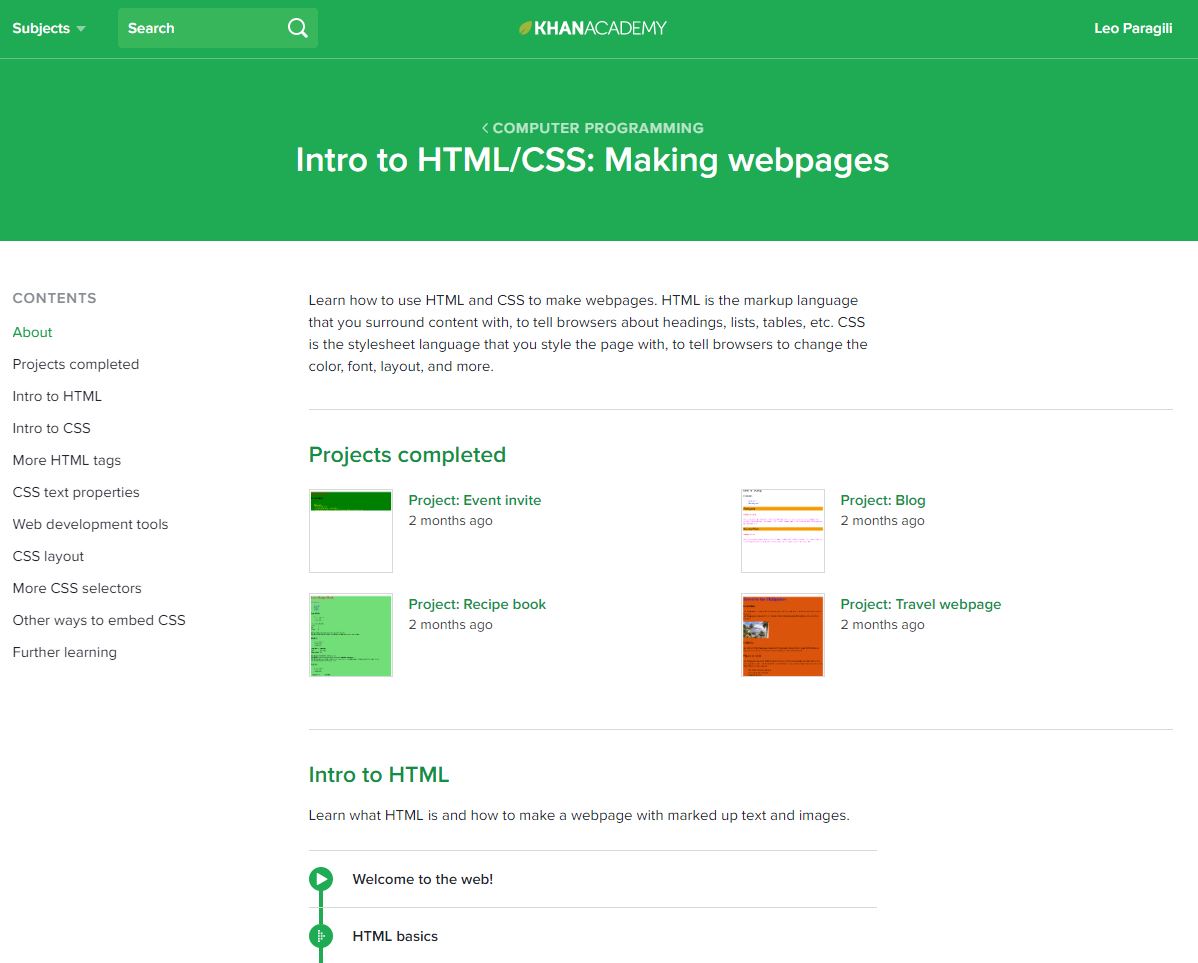 Subjects
Search
KHANACADEMY
Leo Paragili
COMPUTER PROGRAMMING
Intro to HTML/CSS: Making webpages
CONTENTS
About
Projects completed
Intro to HTML
Intro to CSS
More HTML tags
CSS text properties
Web development tools
CSS layout
More CSS selectors
Other ways to embed CSS
Further learning
Learn how to use HTML and CSS to make webpages. HTML is the markup language
that you surround content with, to tell browsers about headings, lists, tables, etc. CSS
is the stylesheet language that you style the page with, to tell browsers to change the
color, font, layout, and more.
Projects completed
Project: Event invite
2 months ago
Project: Blog
2 months ago
Project: Recipe book
2 months ago
Project: Travel webpage
2 months ago
Intro to HTML
Learn what HTML is and how to make a webpage with marked up text and images.
Welcome to the web!
HTML basics